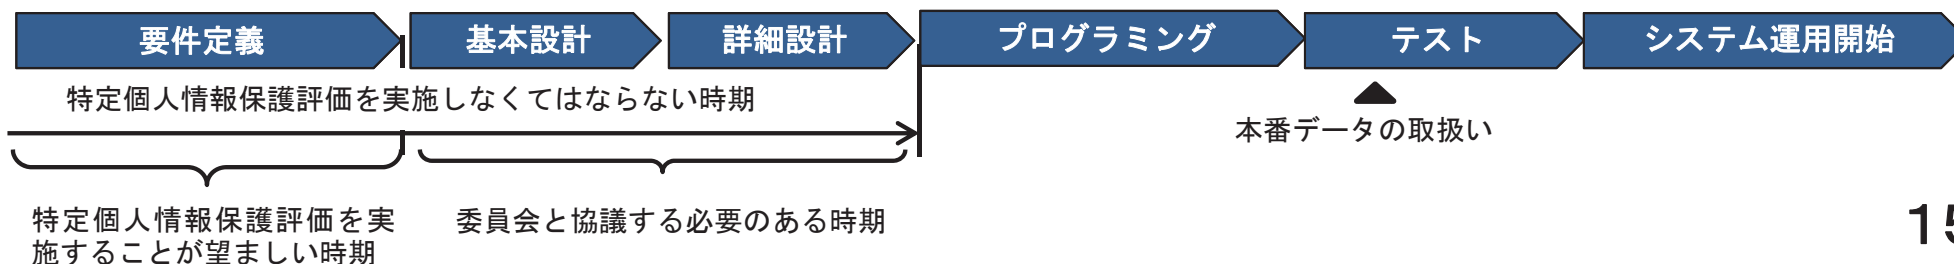 要件定義
基本設計
詳細設計
プログラミング
テスト
システム運用開始
特定個人情報保護評価を実施しなくてはならない時期
本番データの取扱い
特定個人情報保護評価を実
施することが望ましい時期
委員会と協議する必要のある時期
15